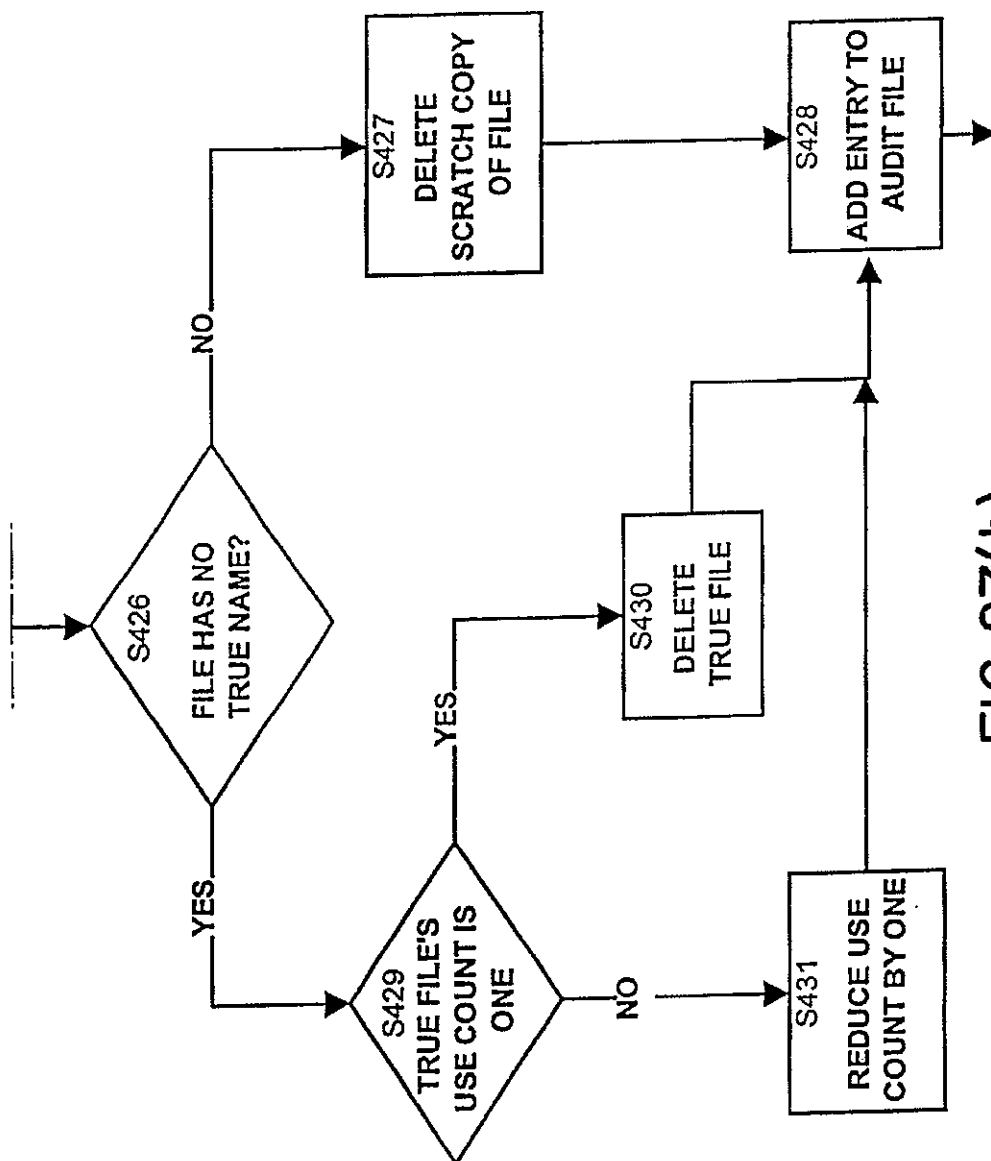 S426
FILE HAS NO
TRUE NAME?
YES
NO
S429
TRUE FILE'S
USE COUNT IS
ONE
YES
NO
S427
DELETE
SCRATCH COPY
OF FILE
S430
DELETE
TRUE FILE
S431
REDUCE USE
COUNT BY ONE
S428
ADD ENTRY TO
AUDIT FILE